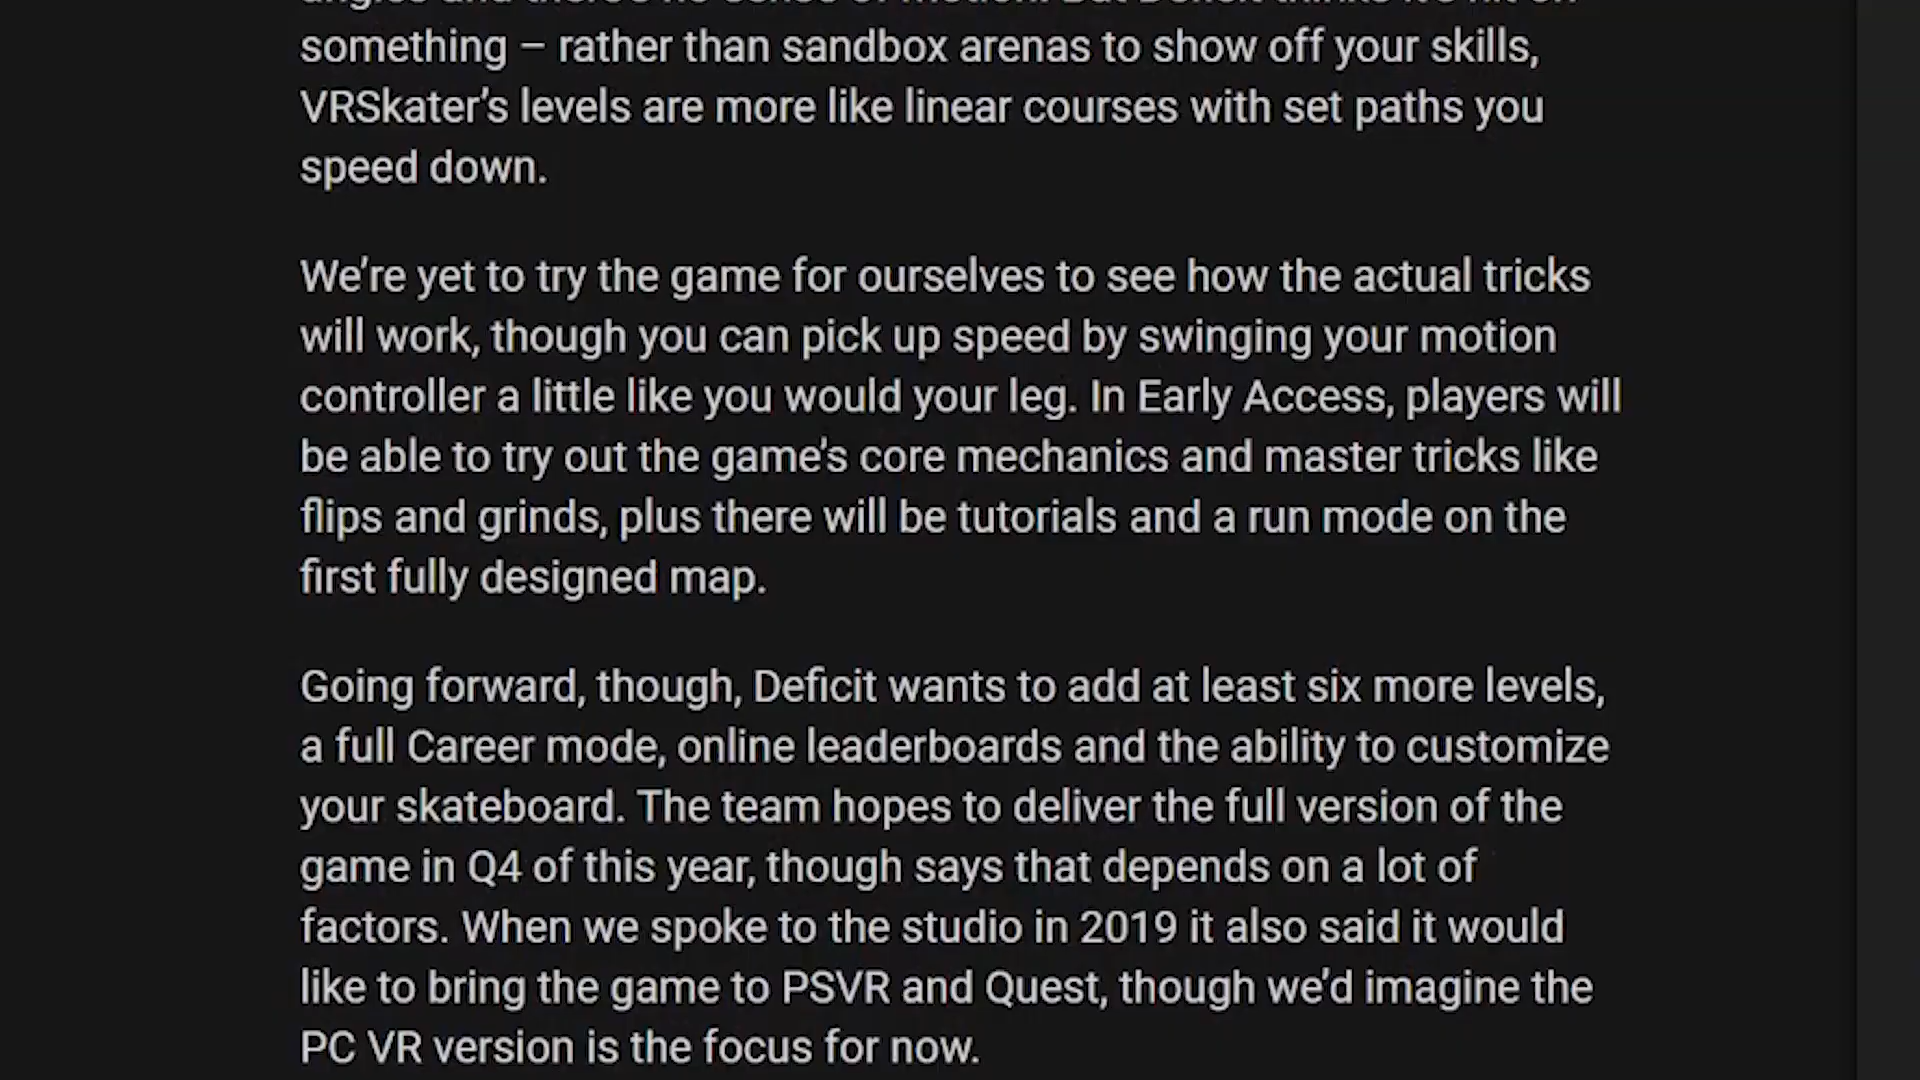 something – rather than sandbox arenas to show off your skills,
VRSkater’s levels are more like linear courses with set paths you
speed down.
We’re yet to try the game for ourselves to see how the actual tricks
will work, though you can pick up speed by swinging your motion
controller a little like you would your leg. In Early Access, players will
be able to try out the game’s core mechanics and master tricks like
flips and grinds, plus there will be tutorials and a run mode on the
first fully designed map.
Going forward, though, Deficit wants to add at least six more levels,
a full Career mode, online leaderboards and the ability to customize
your skateboard. The team hopes to deliver the full version of the
game in Q4 of this year, though says that depends on a lot of
factors. When we spoke to the studio in 2019 it also said it would
like to bring the game to PSVR and Quest, though we’d imagine the
PC VR version is the focus for now.